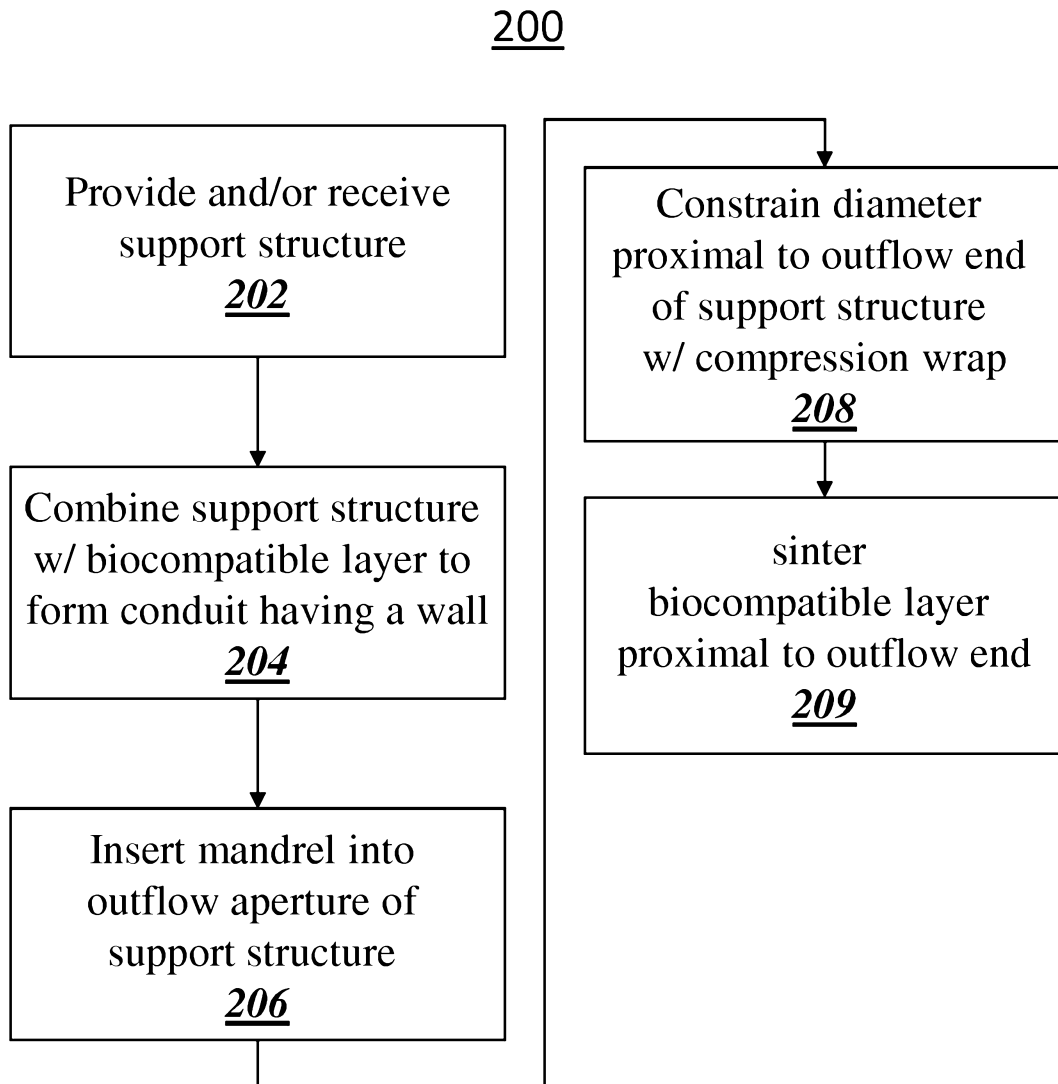 200
Provide and/or receive
support structure
202
Combine support structure
w/ biocompatible layer to
form conduit having a wall
204
Insert mandrel into
outflow aperture of
support structure
206
Constrain diameter
proximal to outflow end
of support structure
w/ compression wrap
208
sinter
biocompatible layer
proximal to outflow end
209